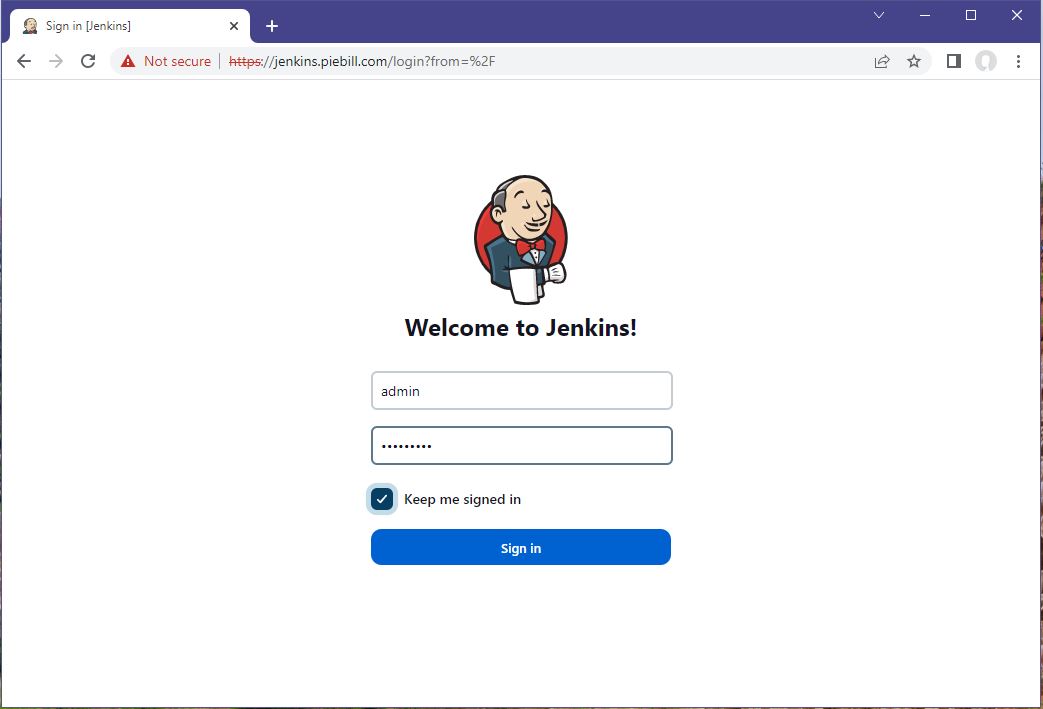 Sign in [Jenkins]
Not secure https://jenkins.piebill.com/login?from=%2F
Welcome to Jenkins!
admin
•••••••••
Keep me signed in
Sign in